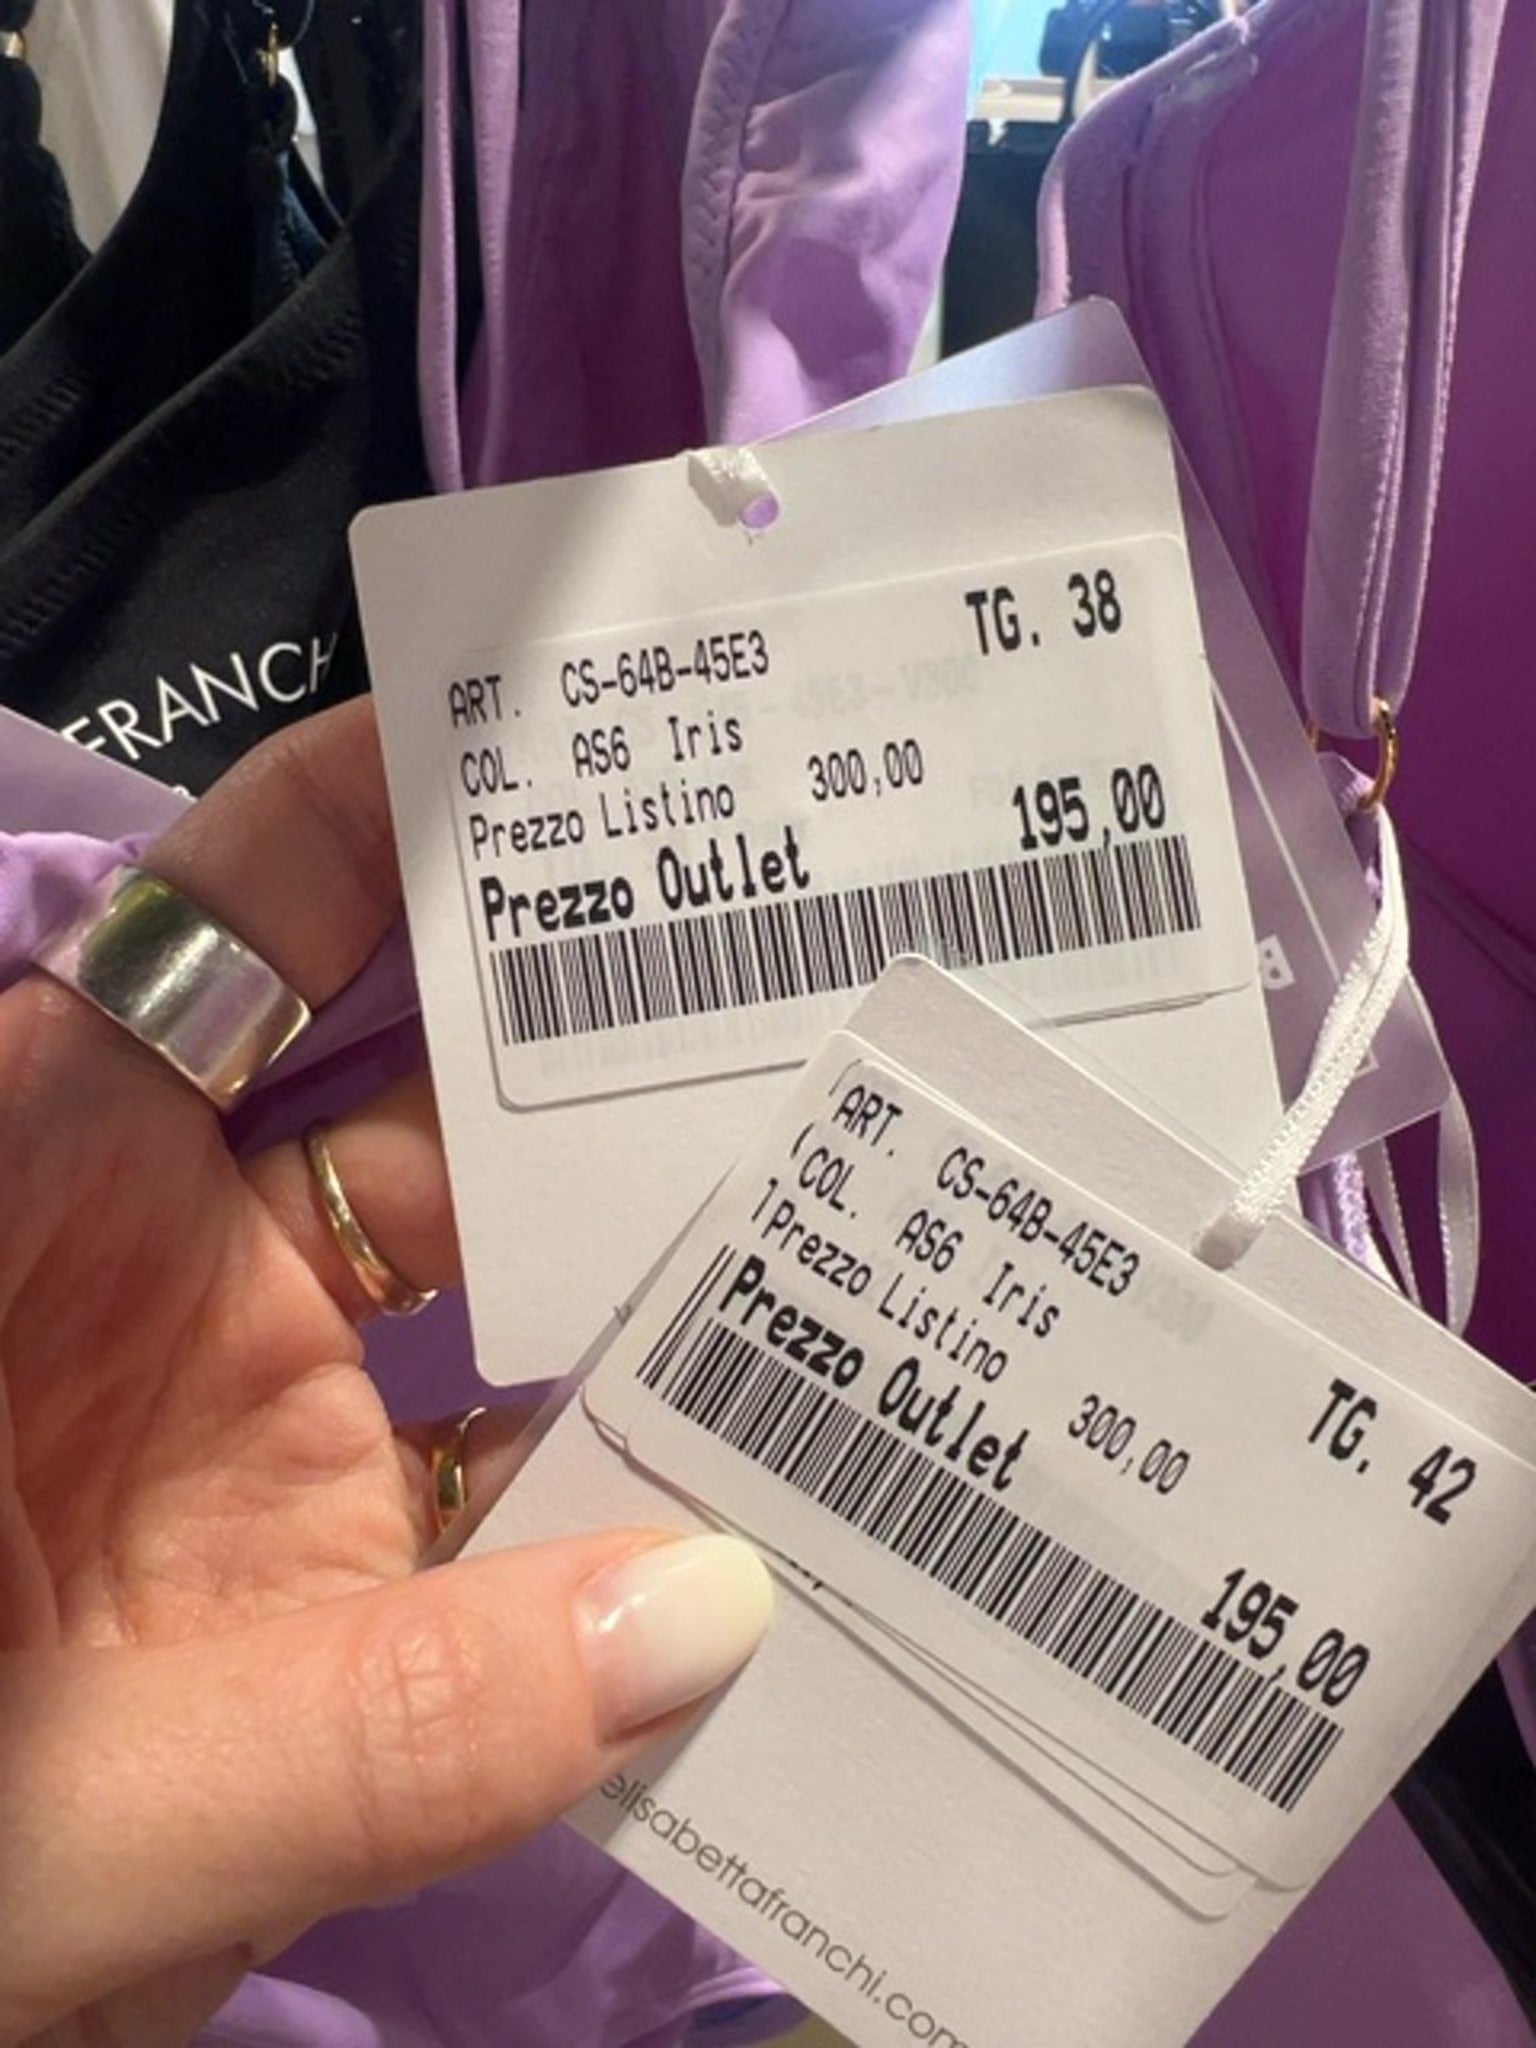 FRANCH
TG. 38
ART. CS-64B-45E3
COL. AS6 Iris
Prezzo Listino 300,00
Prezzo Outlet 195,00
ART. CS-64B-45E3
TG. 42
COL. AS6 Iris
Prezzo Listino 300,00
Prezzo Outlet 195,00
elisabettafranchi.com